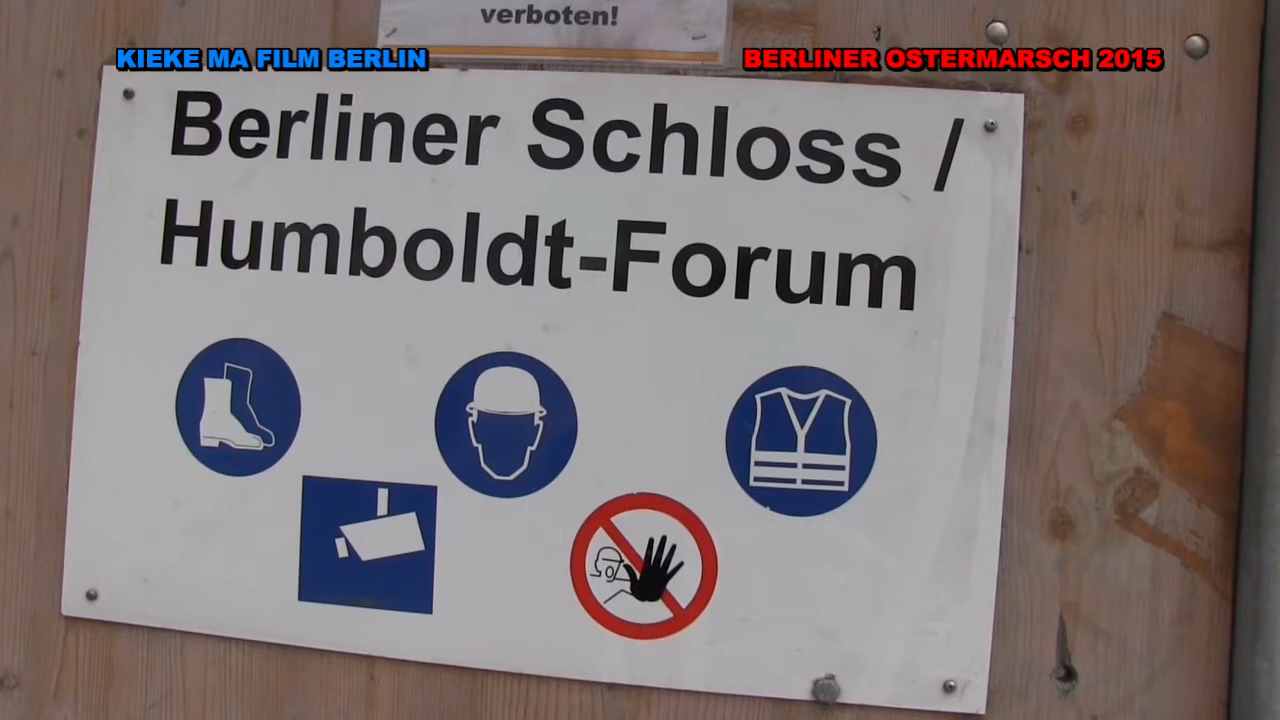 verboten!
KIEKE MA FILM BERLIN
BERLINER OSTERMARSCH 2015
Berliner Schloss /
Humboldt-Forum